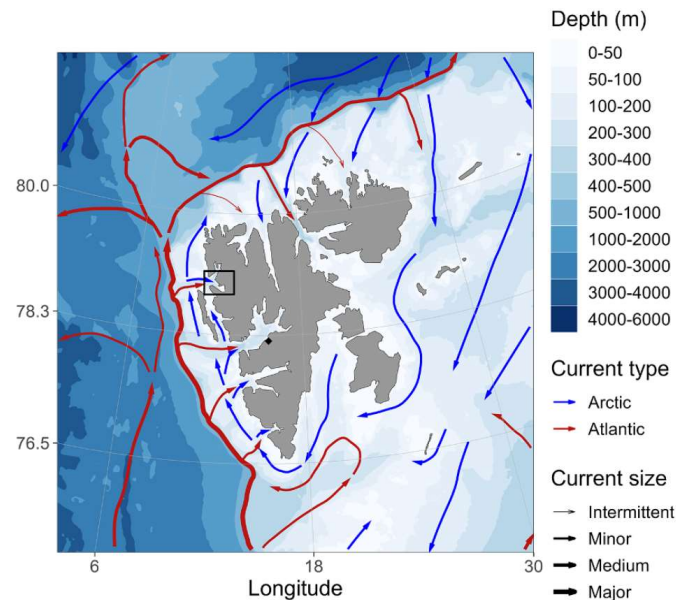 Depth (m)
0-50
50-100
100-200
200-300
300-400
400-500
500-1000
1000-2000
2000-3000
3000-4000
4000-6000
Current type
Arctic
Atlantic
Current size
Intermittent
Minor
Medium
Major
80.0
78.3
76.5
6 18 30
Longitude